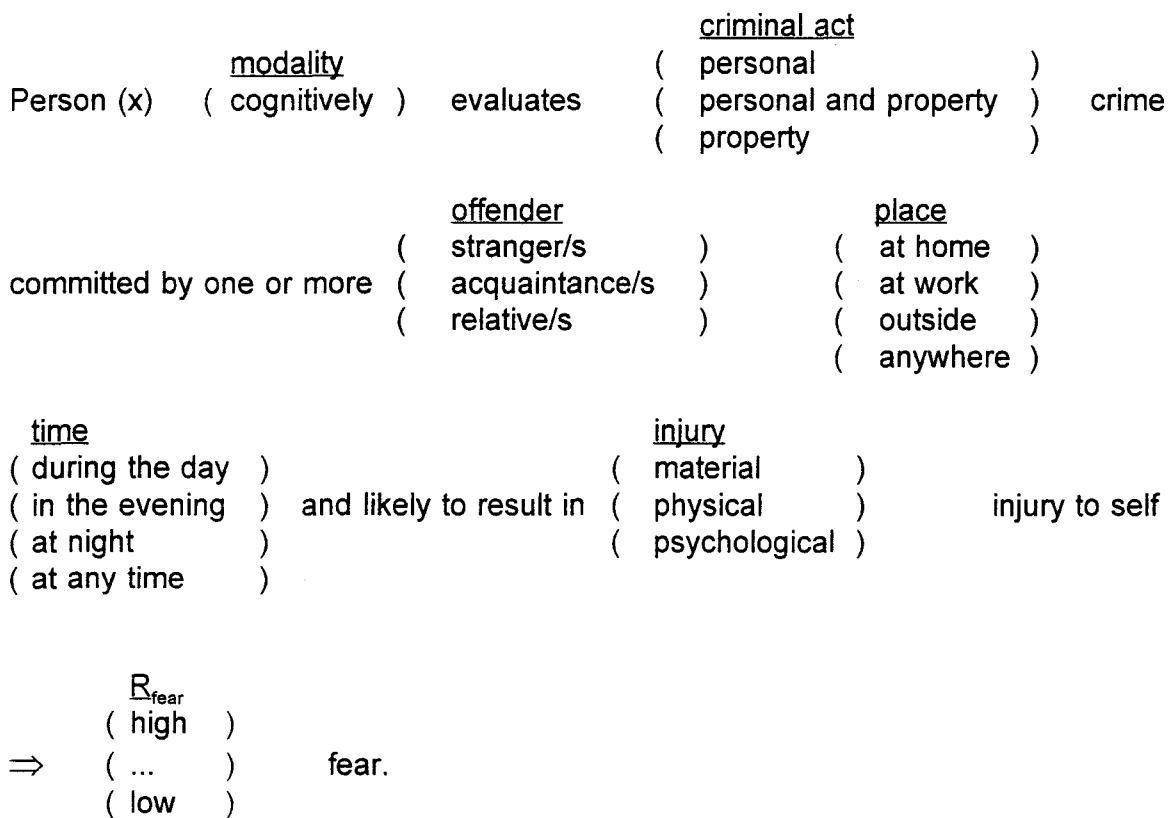 criminal act
modality ( personal )
Person (x) ( cognitively ) evaluates ( personal and property ) crime
( property )
offender place
( stranger/s ) ( at home )
committed by one or more ( acquaintance/s ) ( at work )
( relative/s ) ( outside )
( anywhere )
time injury
( during the day ) ( material )
( in the evening ) and likely to result in ( physical ) injury to self
( at night ) ( psychological )
( at any time )
R fear
( high )
⇒ ( ... ) fear.
( low )